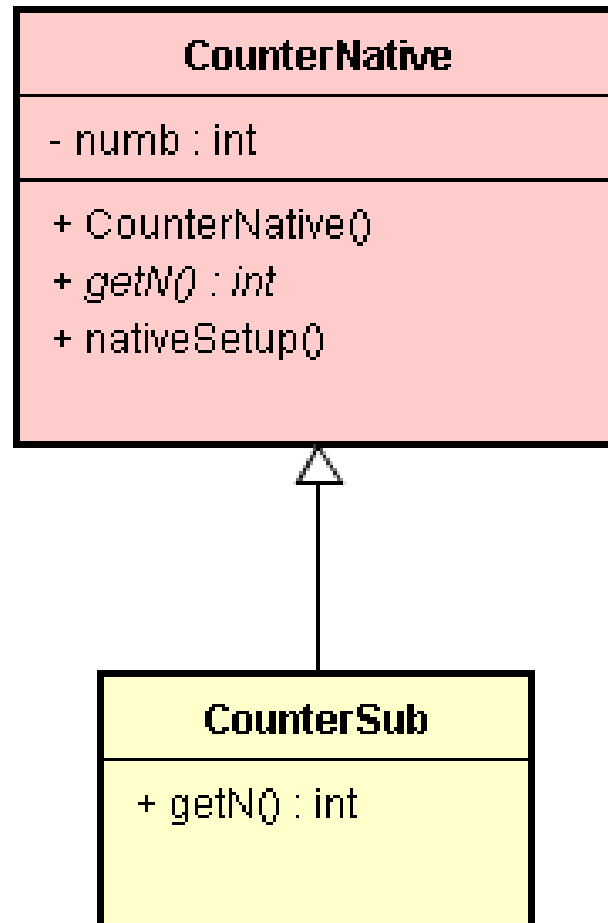 CounterNative
- numb : int
+ CounterNative()
+ getN() : int
+ nativeSetup()
CounterSub
+ getN() : int